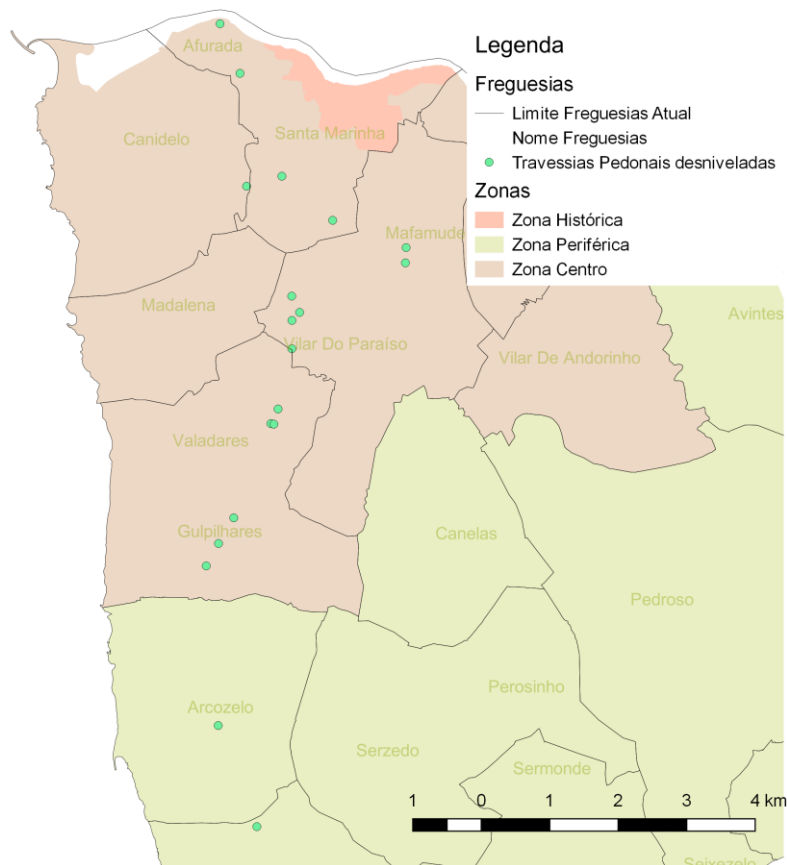 Legenda
Freguesias
Limite Freguesias Atual
Nome Freguesias
Travessias Pedonais desniveladas
Zonas
Zona Histórica
Zona Periférica
Zona Centro
Afurada
Canidelo
Santa Marinha
Mafamude
Madalena
Avintes
Vilar Do Paraíso
Vilar De Andorinho
Valadares
Gulpilhares
Canelas
Pedroso
Perosinho
Arcozelo
Serzedo
Sermonde
1 0 1 2 3 4 km
Seixezelo